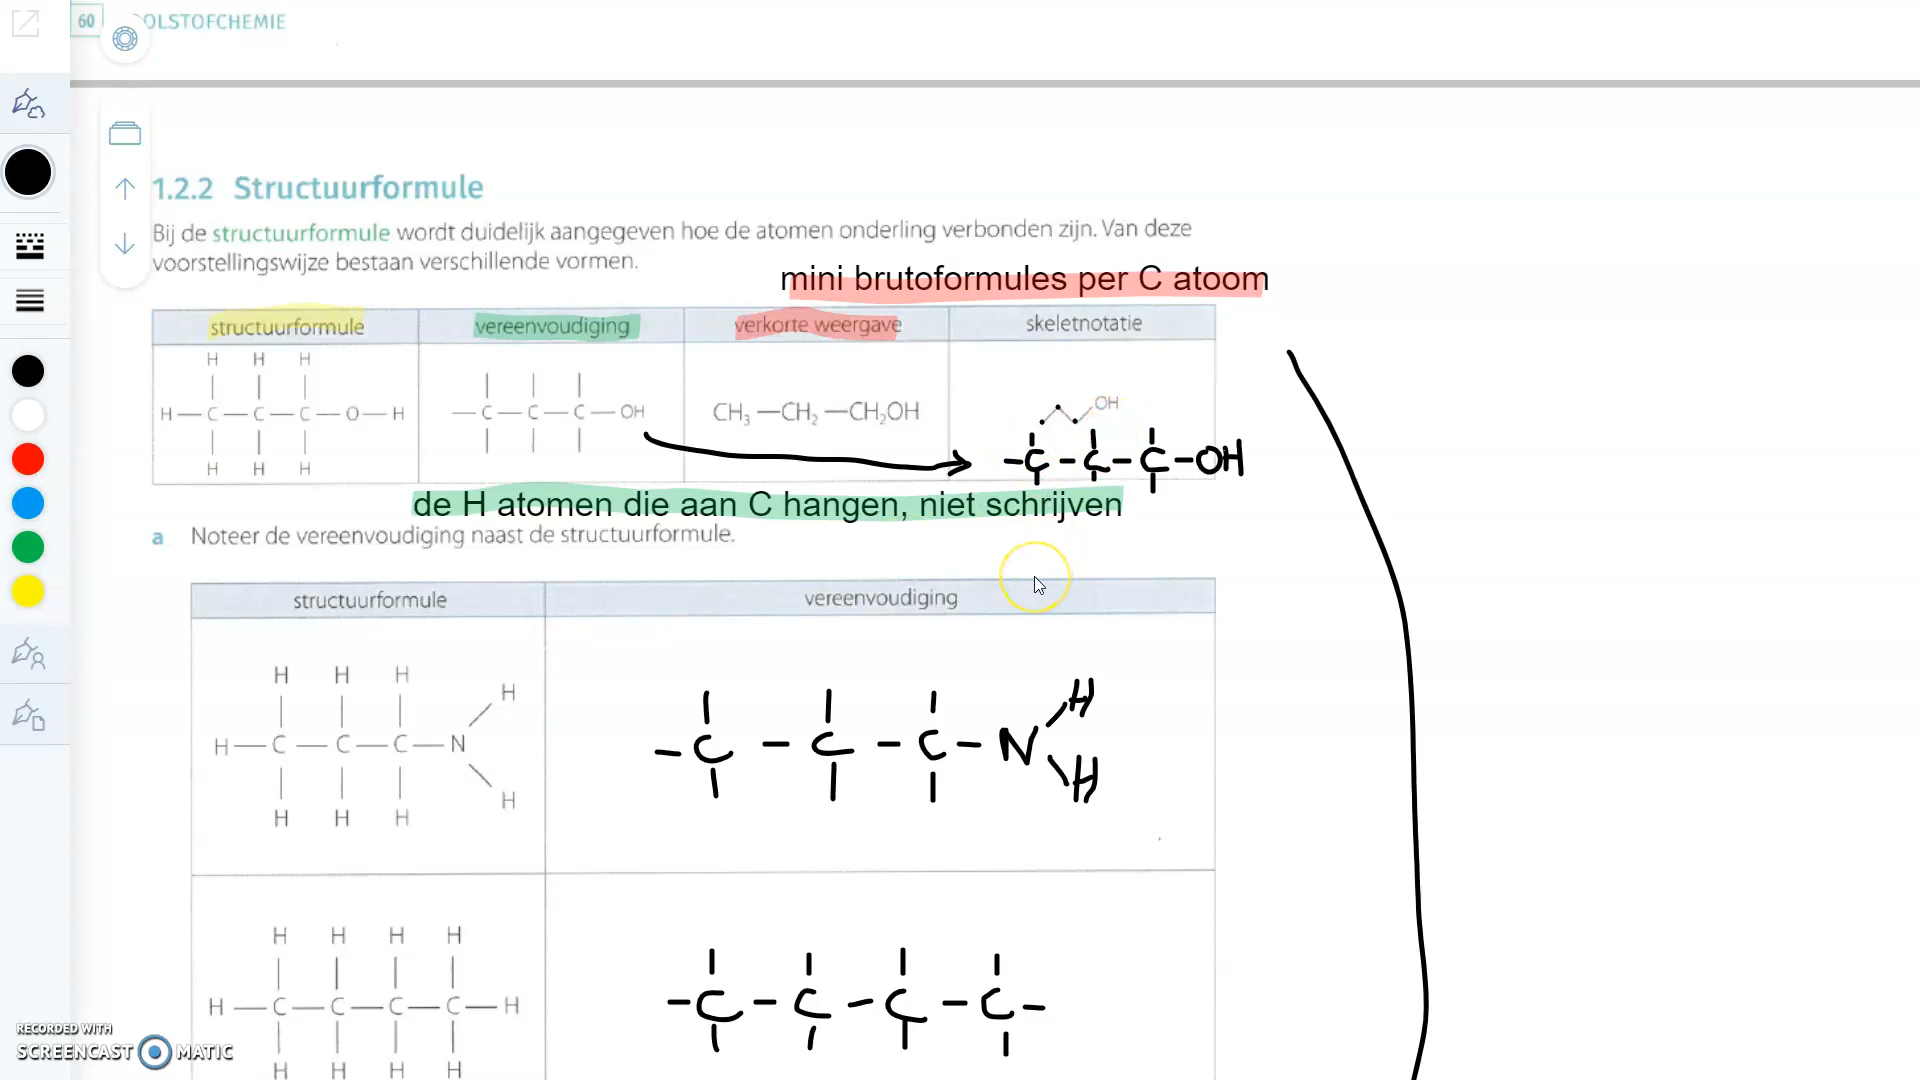 60 OLSTOFCHEMIE
1.2.2 Structuurformule
Bij de structuurformule wordt duidelijk aangegeven hoe de atomen onderling verbonden zijn. Van deze
voorstellingswijze bestaan verschillende vormen.
mini brutoformules per C atoom
structuurformule vereenvoudiging verkorte weergave skeletnotatie
H H H
H — C — C — C — O — H
H H H
— C — C — C — OH
CH₃ — CH₂ — CH₂OH
OH
- C - C - C - OH
de H atomen die aan C hangen, niet schrijven
a Noteer de vereenvoudiging naast de structuurformule.
structuurformule vereenvoudiging
H H H H
H — C — C — C — N
H H H H
H
- C - C - C - N
H
H H H H
H — C — C — C — C — H
H H H H
- C - C - C - C -
RECORDED WITH
SCREENCAST MATIC